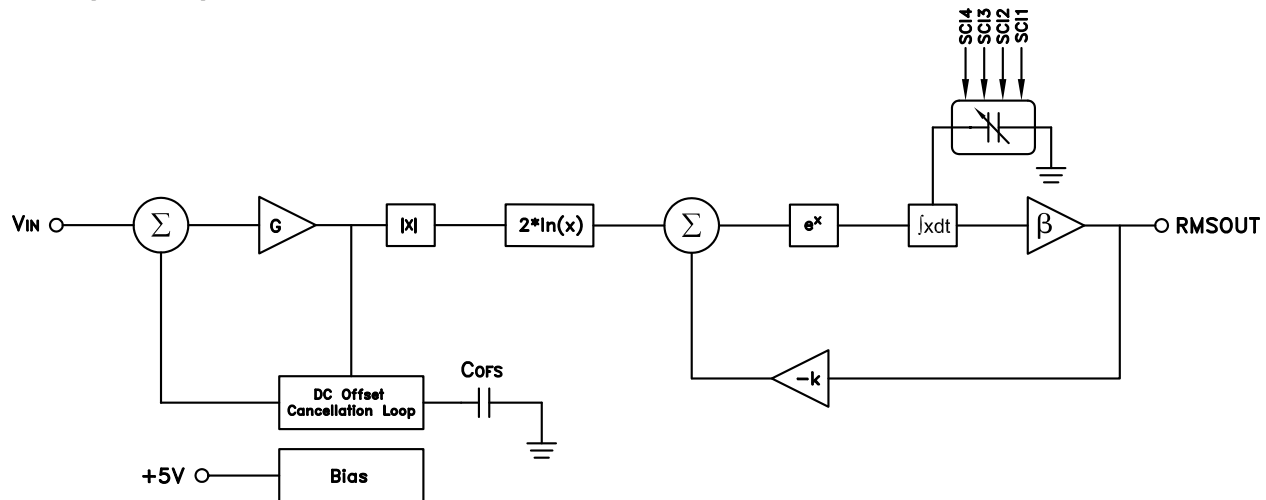 SCI4 SCI3 SCI2 SCI1
VIN
Σ
G
|X|
2*ln(x)
Σ
e^x
∫xdt
β
RMSOUT
-k
COFS
DC Offset
Cancellation Loop
+5V
Bias